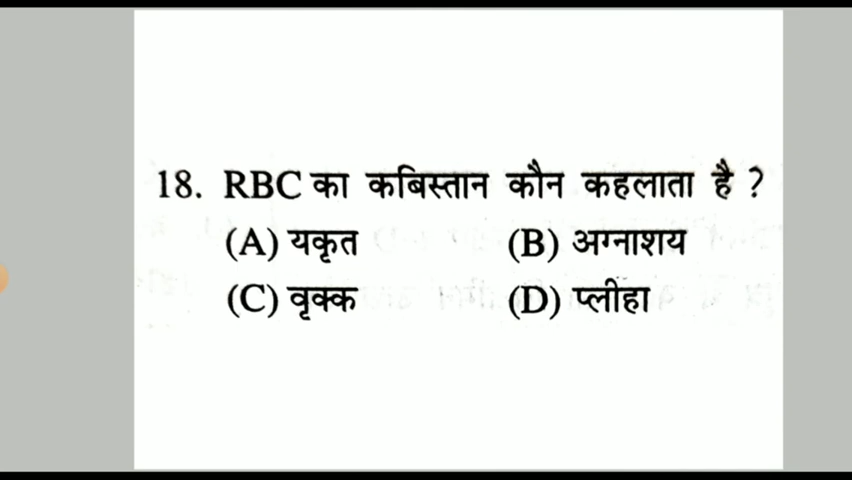 18. RBC का कबिस्तान कौन कहलाता है ?
(A) यकृत (B) अग्नाशय
(C) वृक्क (D) प्लीहा